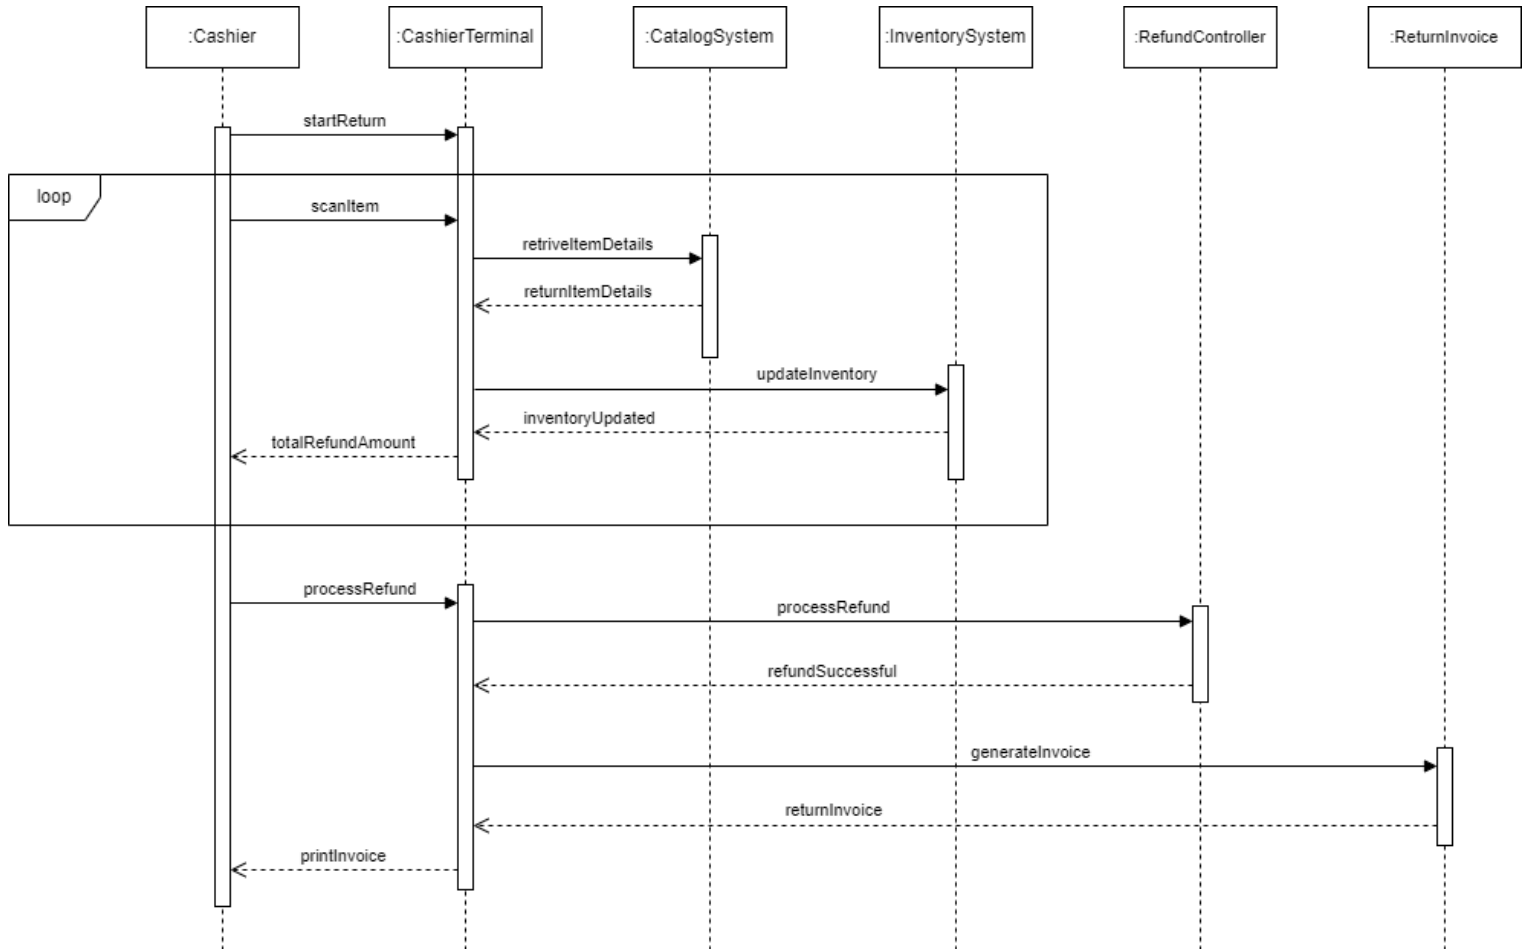 :Cashier
:CashierTerminal
:CatalogSystem
:InventorySystem
:RefundController
:ReturnInvoice
startReturn
loop
scanItem
retriveItemDetails
returnItemDetails
updateInventory
inventoryUpdated
totalRefundAmount
processRefund
processRefund
refundSuccessful
generateInvoice
returnInvoice
printInvoice